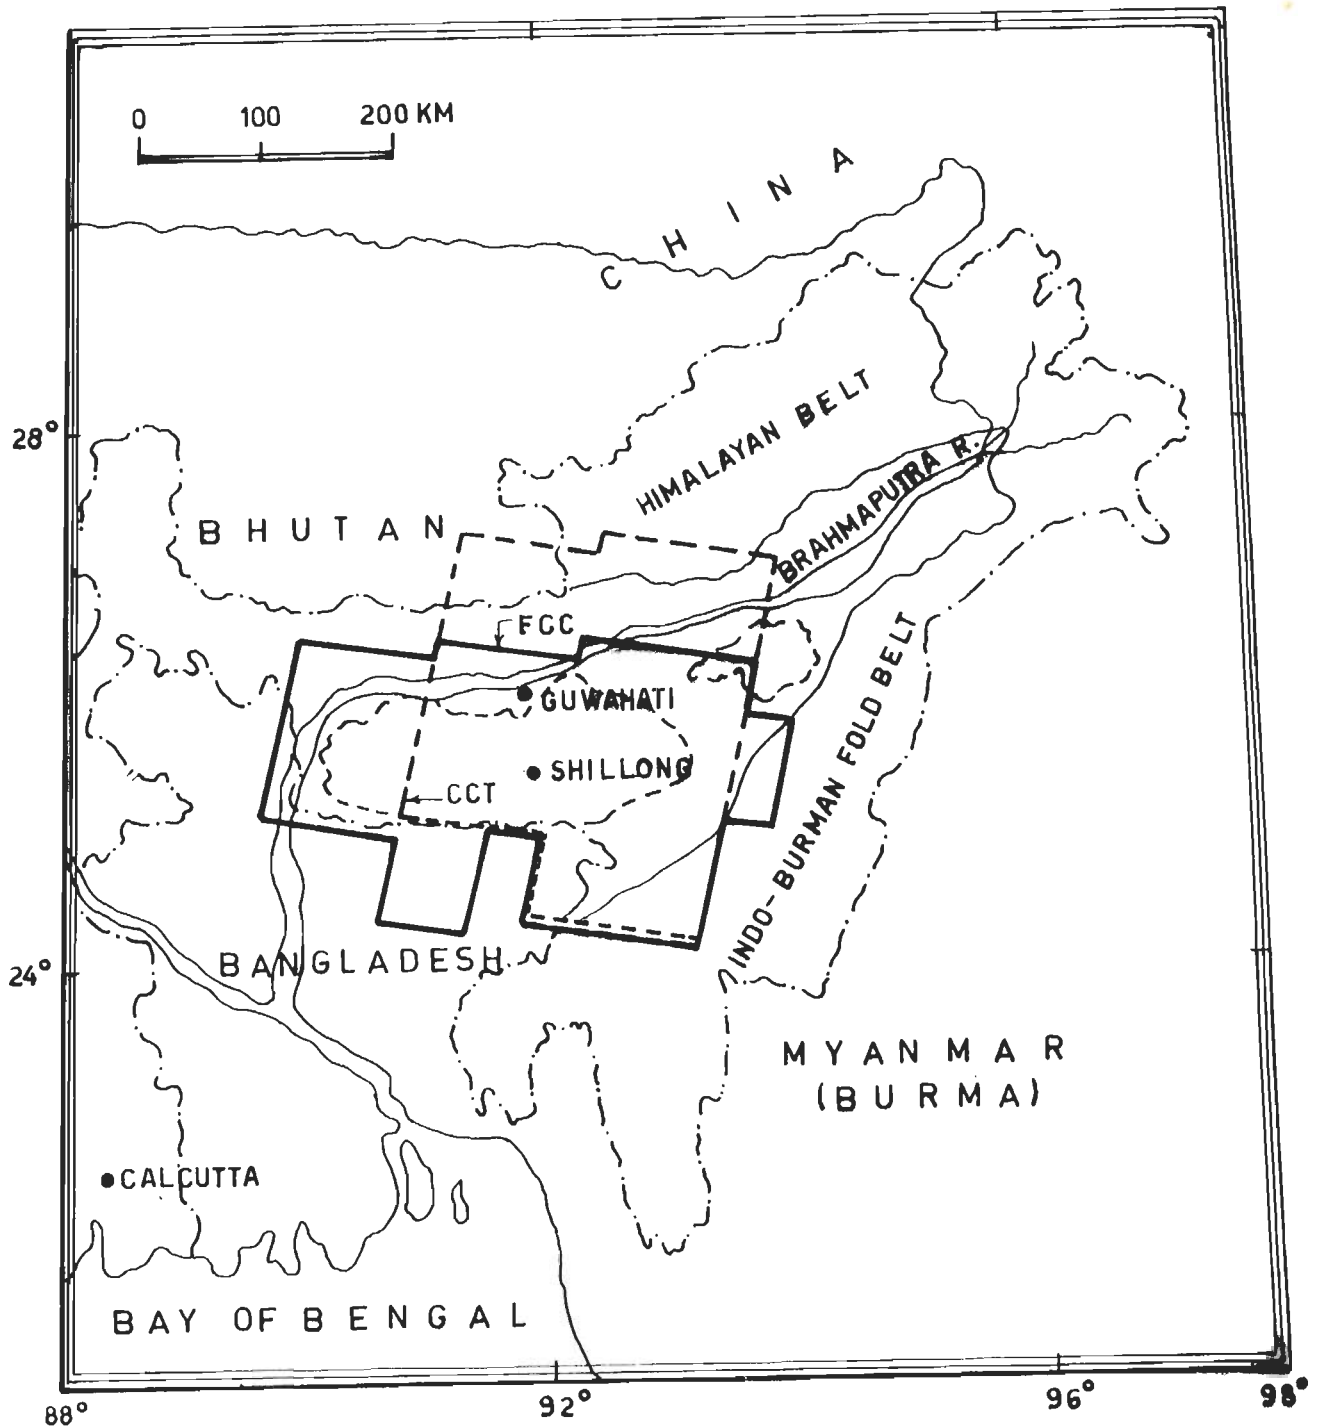 0 100 200 KM
CHINA
28°
HIMALAYAN BELT
BRAHMAPUTRA R.
BHUTAN
FCC
GUWAHATI
SHILLONG
CCT
INDO-BURMAN FOLD BELT
24°
BANGLADESH
MYANMAR
(BURMA)
CALCUTTA
BAY OF BENGAL
88° 92° 96° 98°